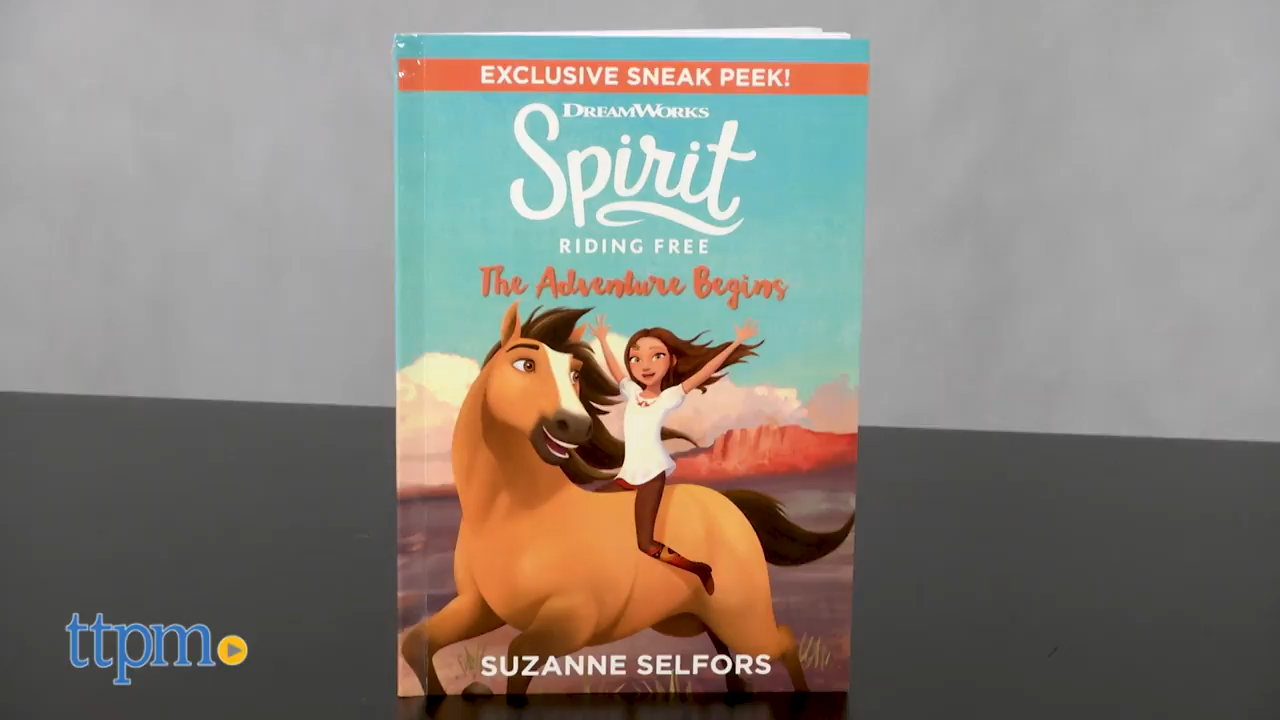 EXCLUSIVE SNEAK PEEK!
DREAMWORKS
Spirit
RIDING FREE
The Adventure Begins
SUZANNE SELFORS
ttpm